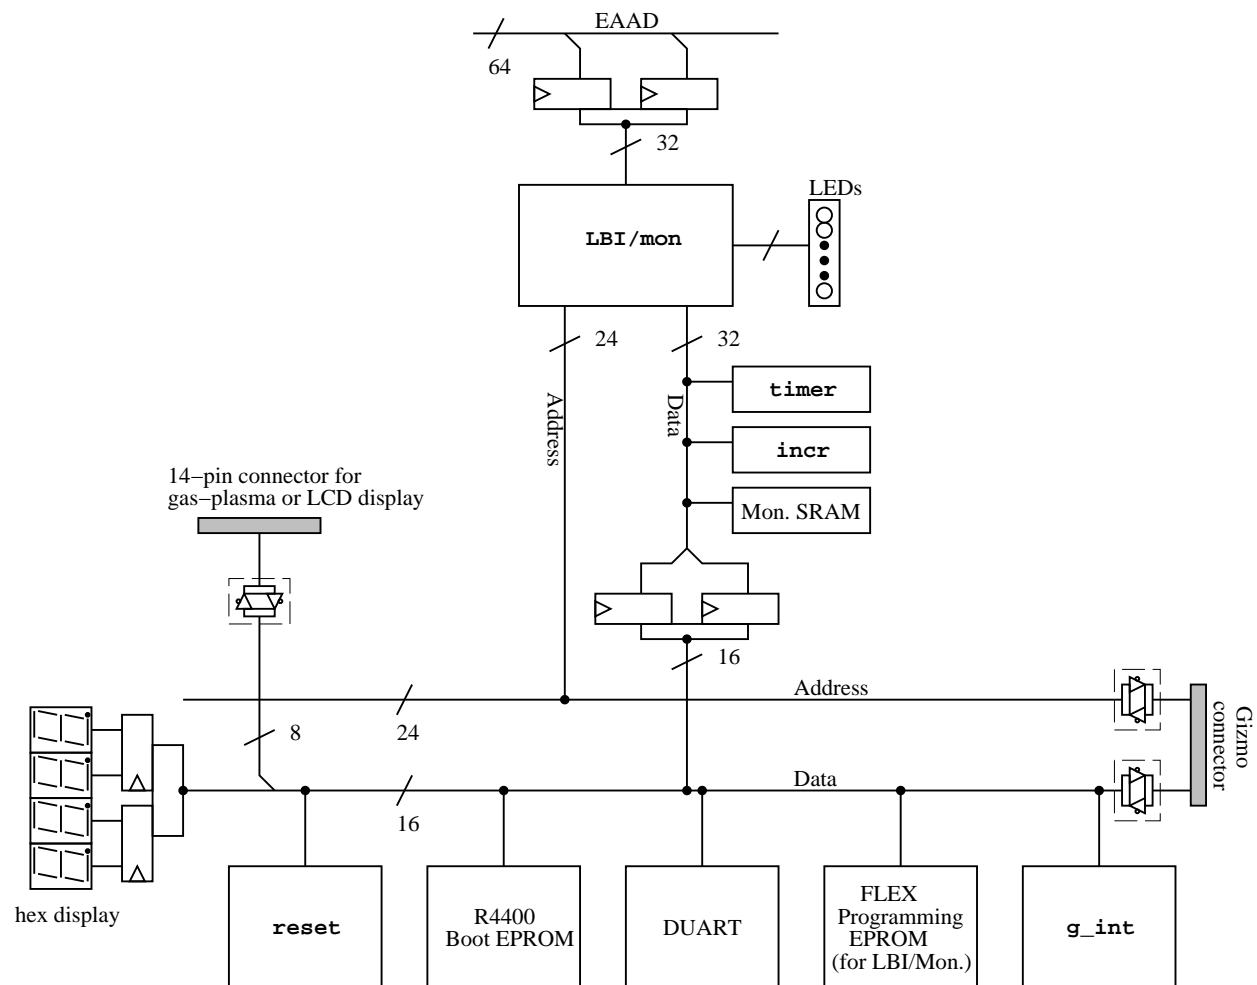 EAAD
64
32
LEDs
LBI/mon
24
32
Address
Data
timer
incr
Mon. SRAM
14−pin connector for
gas−plasma or LCD display
16
Address
8
24
Gizmo
connector
Data
16
hex display
reset
R4400
Boot EPROM
DUART
FLEX
Programming
EPROM
(for LBI/Mon.)
g_int